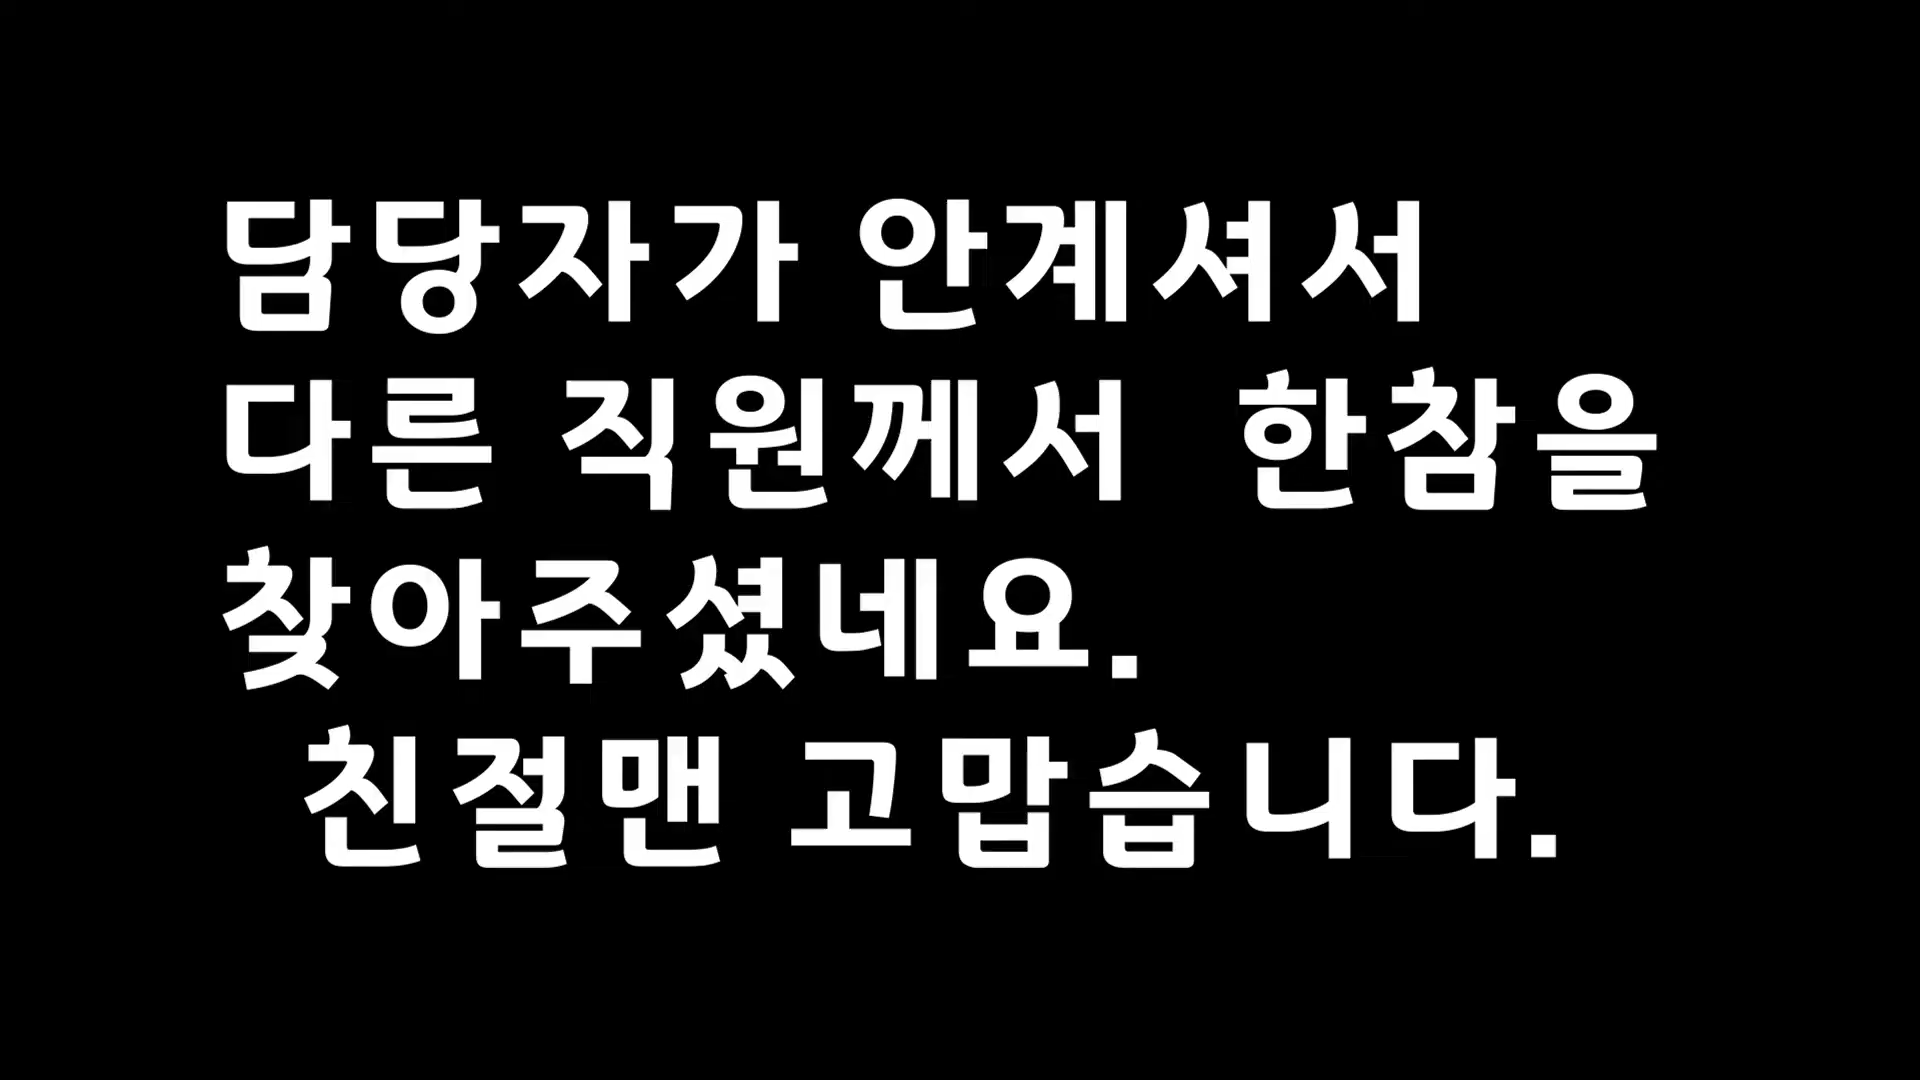 담당자가 안계셔서
다른 직원께서 한참을
찾아주셨네요.
친절맨 고맙습니다.